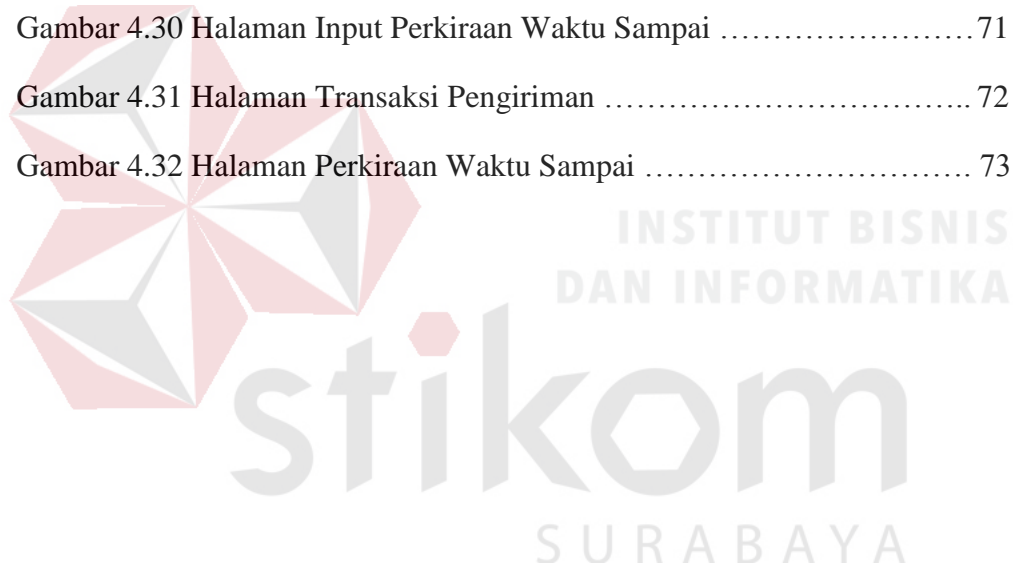 Gambar 4.30 Halaman Input Perkiraan Waktu Sampai ……………………71
Gambar 4.31 Halaman Transaksi Pengiriman …………………………….. 72
Gambar 4.32 Halaman Perkiraan Waktu Sampai …………………………. 73
INSTITUT BISNIS
DAN INFORMATIKA
stikom
SURABAYA